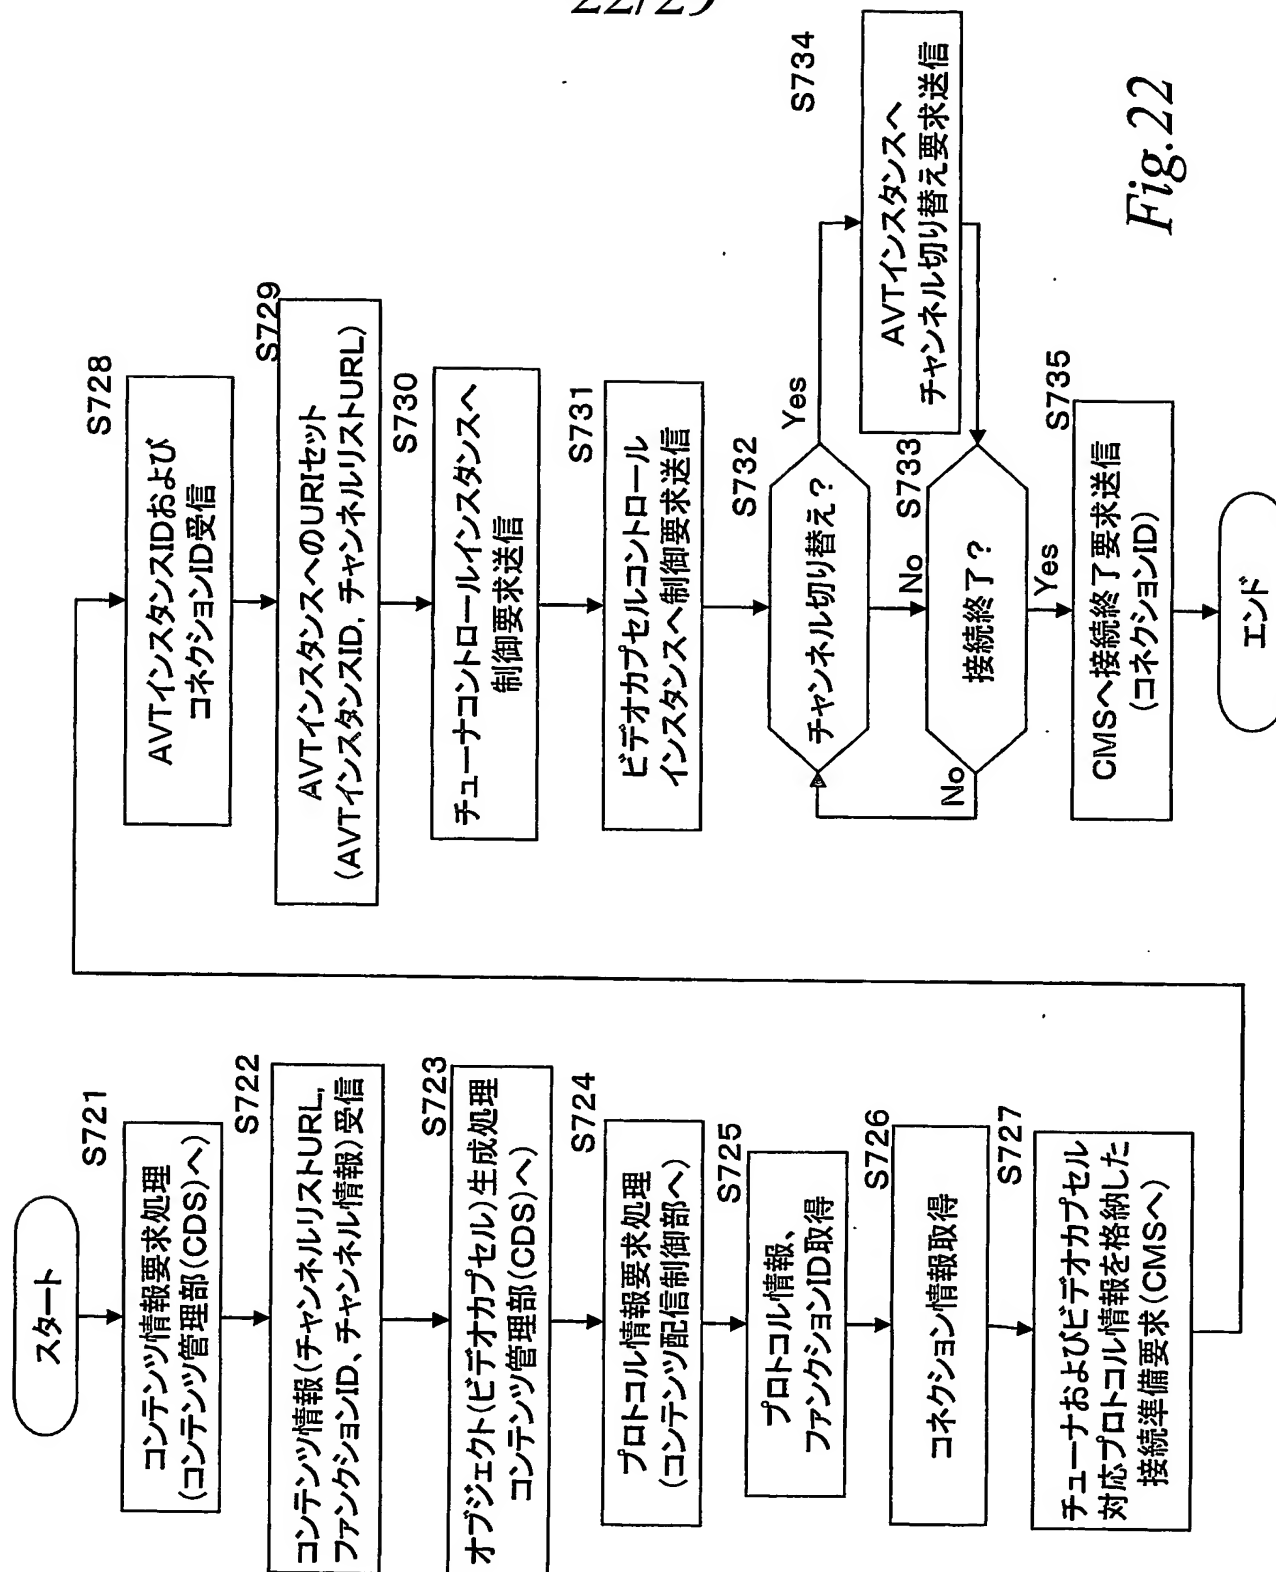 スタート
S721
コンテンツ情報要求処理
(コンテンツ管理部(CDS)へ)
S722
コンテンツ情報(チャンネルリストURL,
ファンクションID、チャンネル情報)受信
S723
オブジェクト(ビデオカプセル)生成処理
コンテンツ管理部(CDS)へ)
S724
プロトコル情報要求処理
(コンテンツ配信制御部へ)
S725
プロトコル情報、
ファンクションID取得
S726
コネクション情報取得
S727
チューナおよびビデオカプセル
対応プロトコル情報を格納した
接続準備要求(CMSへ)
S728
AVTインスタンスIDおよび
コネクションID受信
S729
AVTインスタンスへのURIセット
(AVTインスタンスID, チャンネルリストURL)
S730
チューナコントロールインスタンスへ
制御要求送信
S731
ビデオカプセルコントロール
インスタンスへ制御要求送信
S732
チャンネル切り替え?
Yes
No
S734
AVTインスタンスへ
チャンネル切り替え要求送信
S733
接続終了?
No
Yes
S735
CMSへ接続終了要求送信
(コネクションID)
エンド
Fig.22